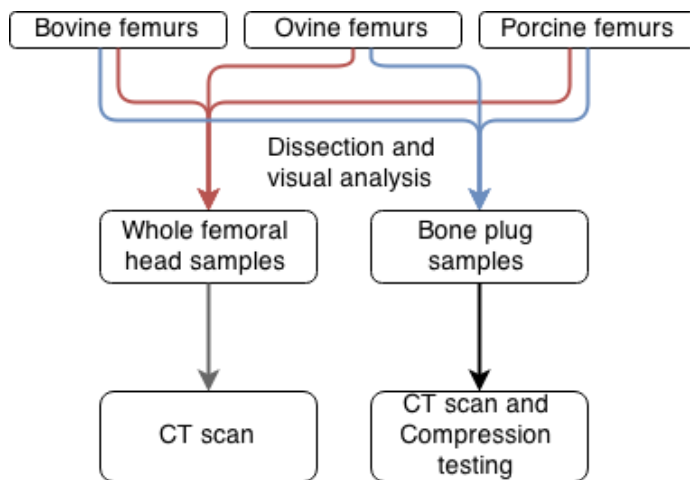 Bovine femurs
Ovine femurs
Porcine femurs
Dissection and
visual analysis
Whole femoral
head samples
Bone plug
samples
CT scan
CT scan and
Compression
testing